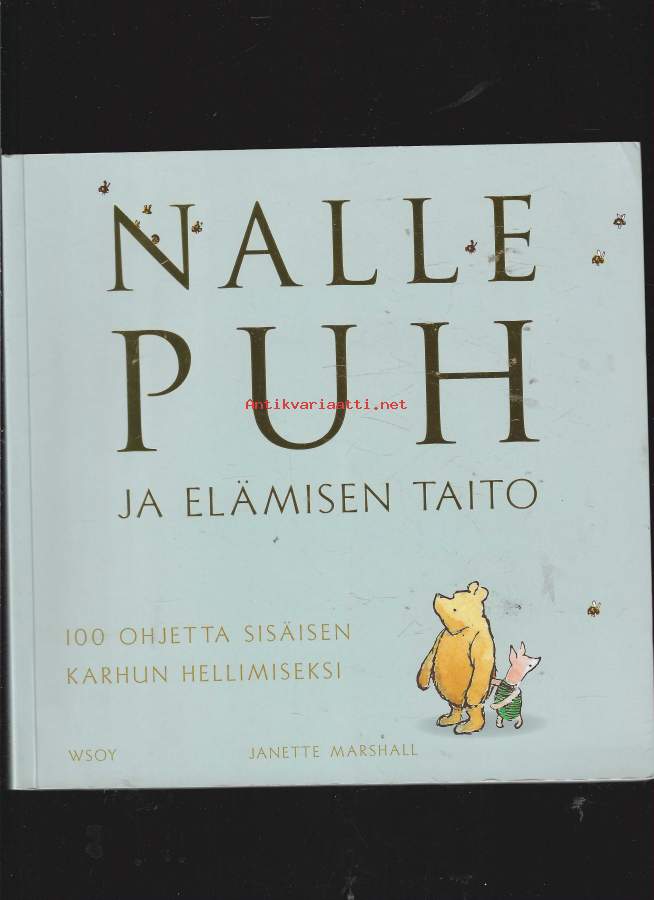 NALLE
PUH
Antikvariaatti.net
JA ELÄMISEN TAITO
100 OHJETTA SISÄISEN
KARHUN HELLIMISEKSI
WSOY JANETTE MARSHALL